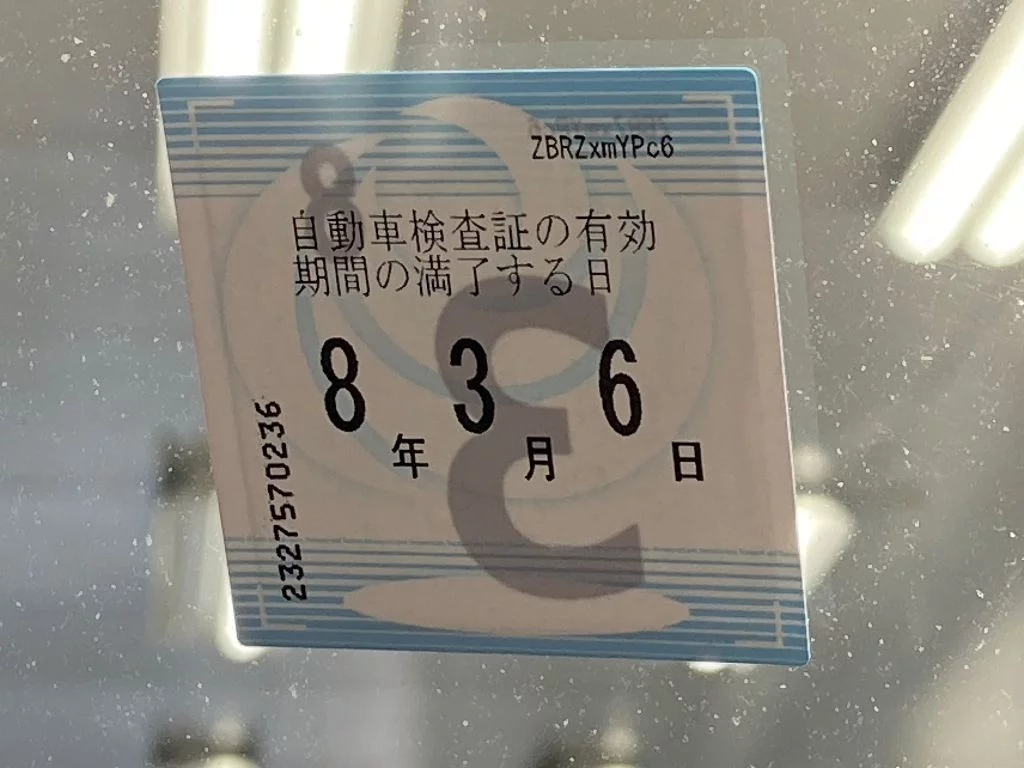 ZBRZxmYPc6
自動車検査証の有効
期間の満了する日
8年3月6日
2327570236